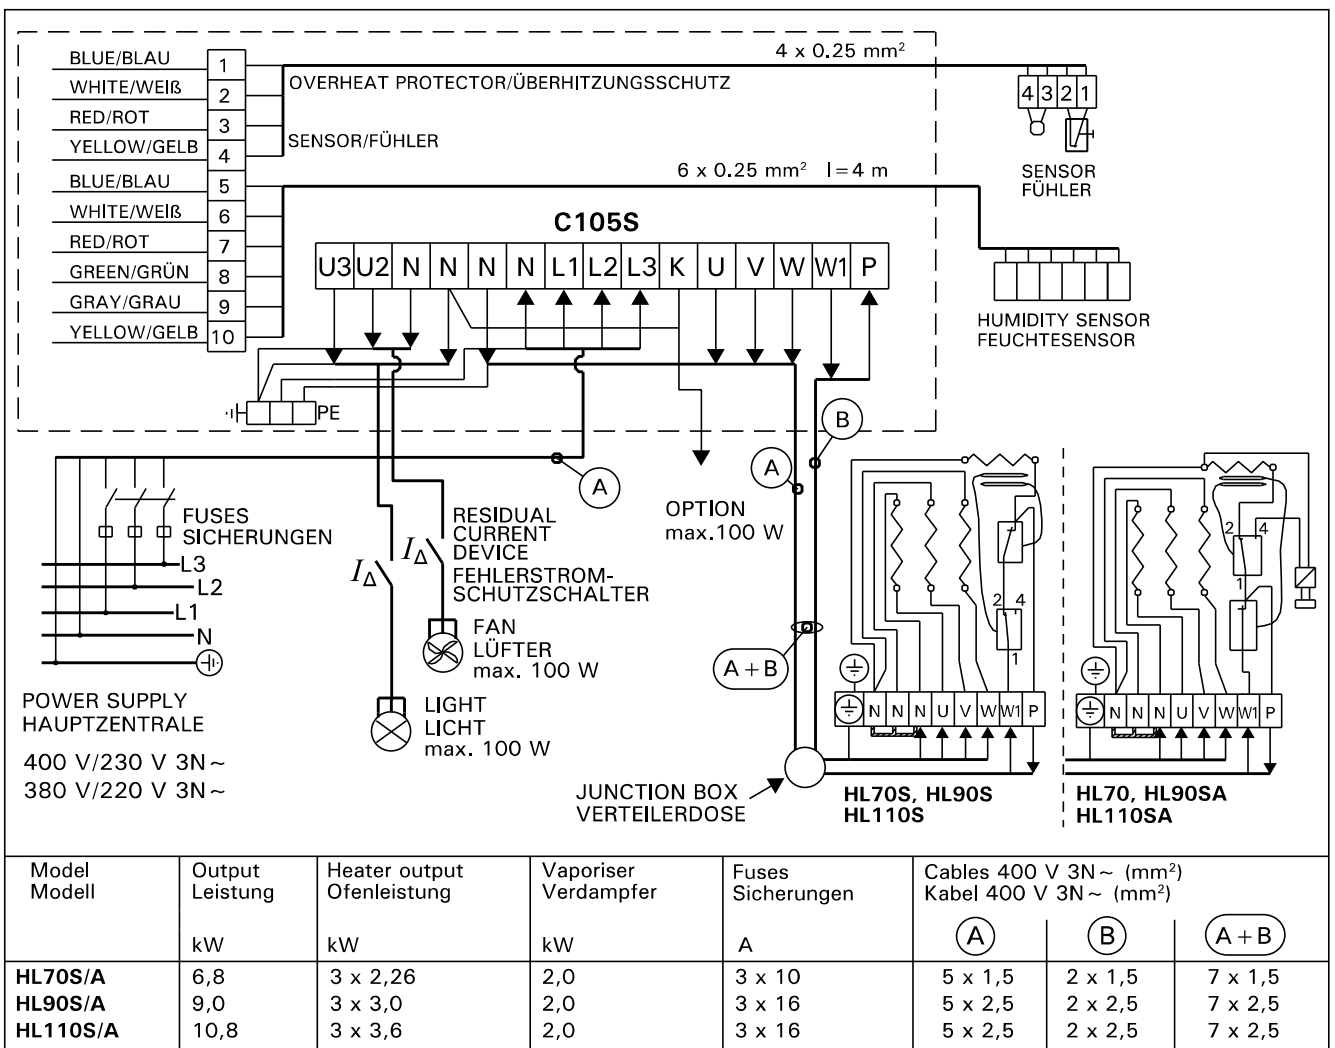 BLUE/BLAU 1
WHITE/WEIß 2
RED/ROT 3
YELLOW/GELB 4
BLUE/BLAU 5
WHITE/WEIß 6
RED/ROT 7
GREEN/GRÜN 8
GRAY/GRAU 9
YELLOW/GELB 10
OVERHEAT PROTECTOR/ÜBERHITZUNGSSCHUTZ
SENSOR/FÜHLER
4 x 0.25 mm²
4 3 2 1
SENSOR
FÜHLER
6 x 0.25 mm² l=4 m
HUMIDITY SENSOR
FEUCHTESENSOR
C105S
U3 U2 N N N N L1 L2 L3 K U V W W1 P
PE
A
B
A
A+B
OPTION
max.100 W
FUSES
SICHERUNGEN
L3
L2
L1
N
POWER SUPPLY
HAUPTZENTRALE
400 V/230 V 3N~
380 V/220 V 3N~
IΔ
IΔ
RESIDUAL
CURRENT
DEVICE
FEHLERSTROM-
SCHUTZSCHALTER
FAN
LÜFTER
max. 100 W
LIGHT
LICHT
max. 100 W
JUNCTION BOX
VERTEILERDOSE
2 4
1
N N N U V W W1 P
HL70S, HL90S
HL110S
2 4
1
N N N U V W W1 P
HL70, HL90SA
HL110SA
Model Output Heater output Vaporiser Fuses Cables 400 V 3N~ (mm²)
Modell Leistung Ofenleistung Verdampfer Sicherungen Kabel 400 V 3N~ (mm²)
kW kW kW A A B A+B
HL70S/A 6,8 3 x 2,26 2,0 3 x 10 5 x 1,5 2 x 1,5 7 x 1,5
HL90S/A 9,0 3 x 3,0 2,0 3 x 16 5 x 2,5 2 x 2,5 7 x 2,5
HL110S/A 10,8 3 x 3,6 2,0 3 x 16 5 x 2,5 2 x 2,5 7 x 2,5